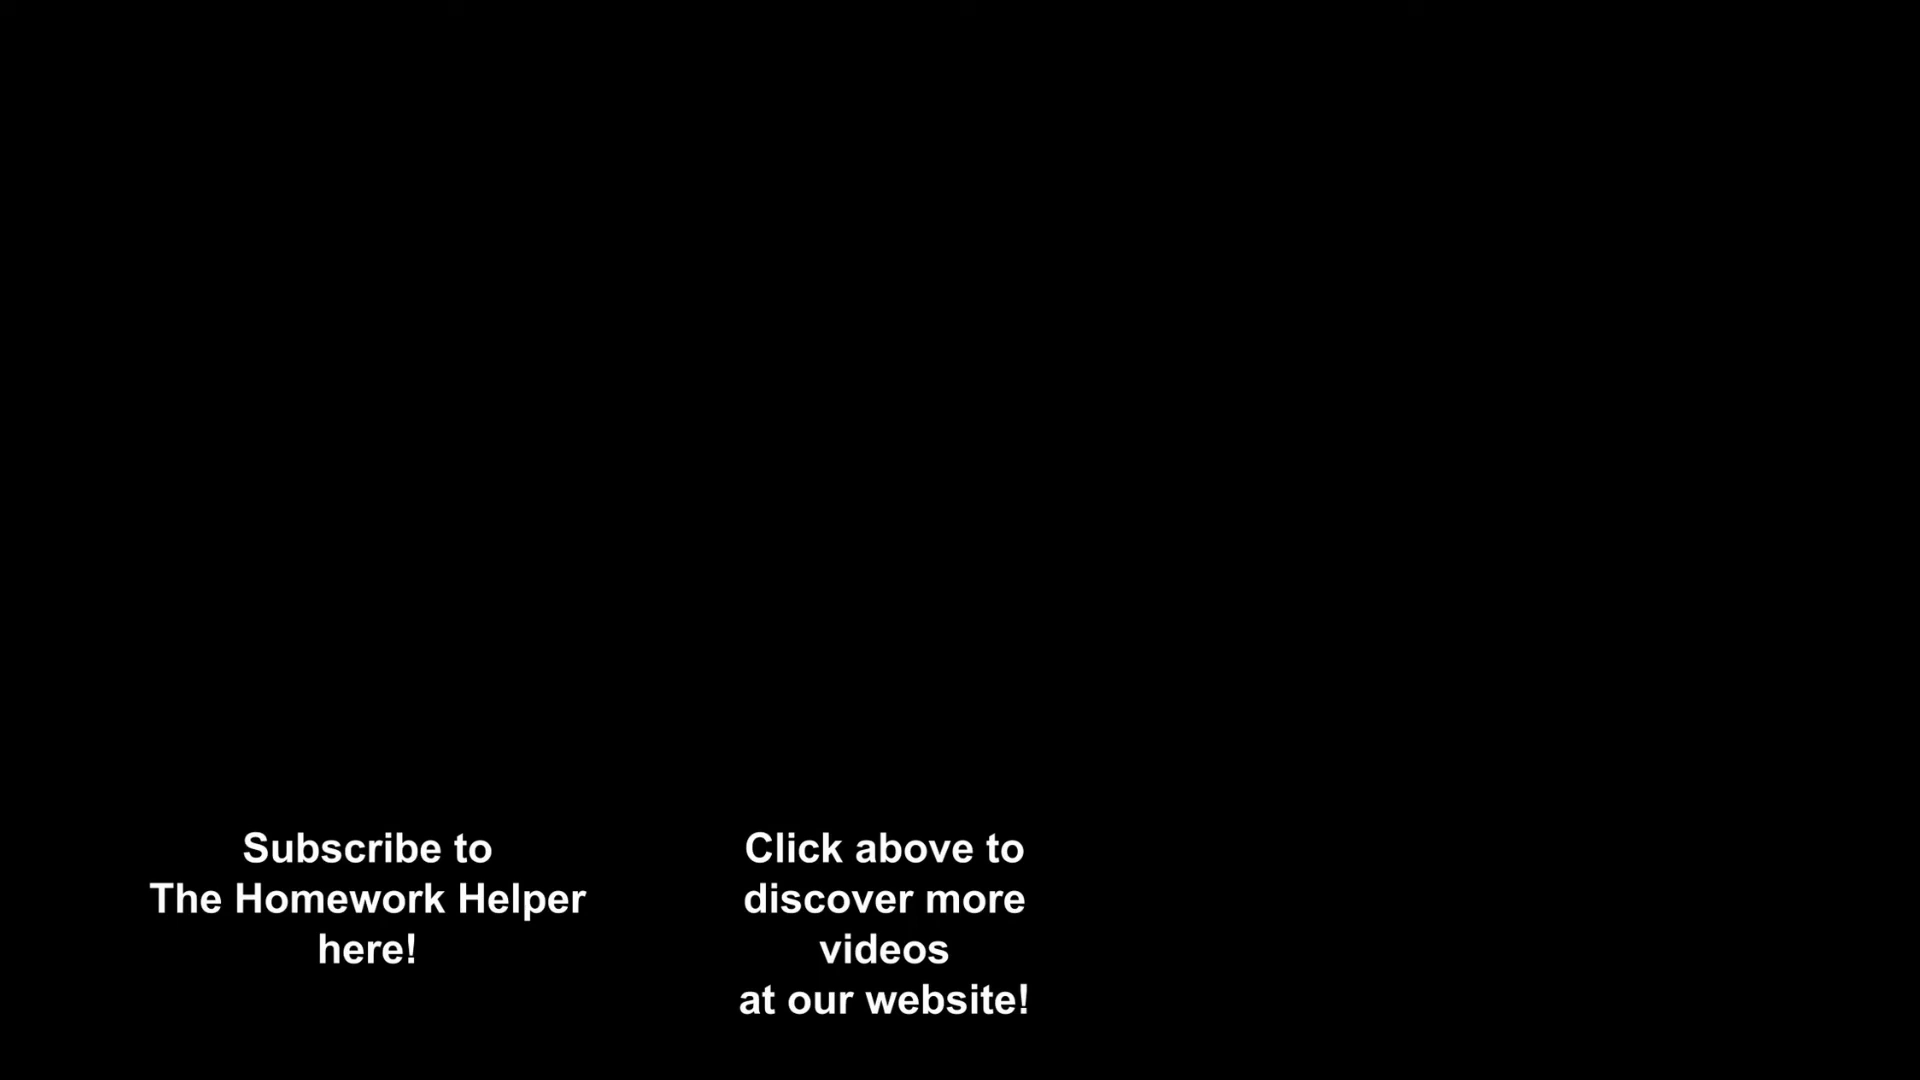 Subscribe to
The Homework Helper
here!
Click above to
discover more
videos
at our website!